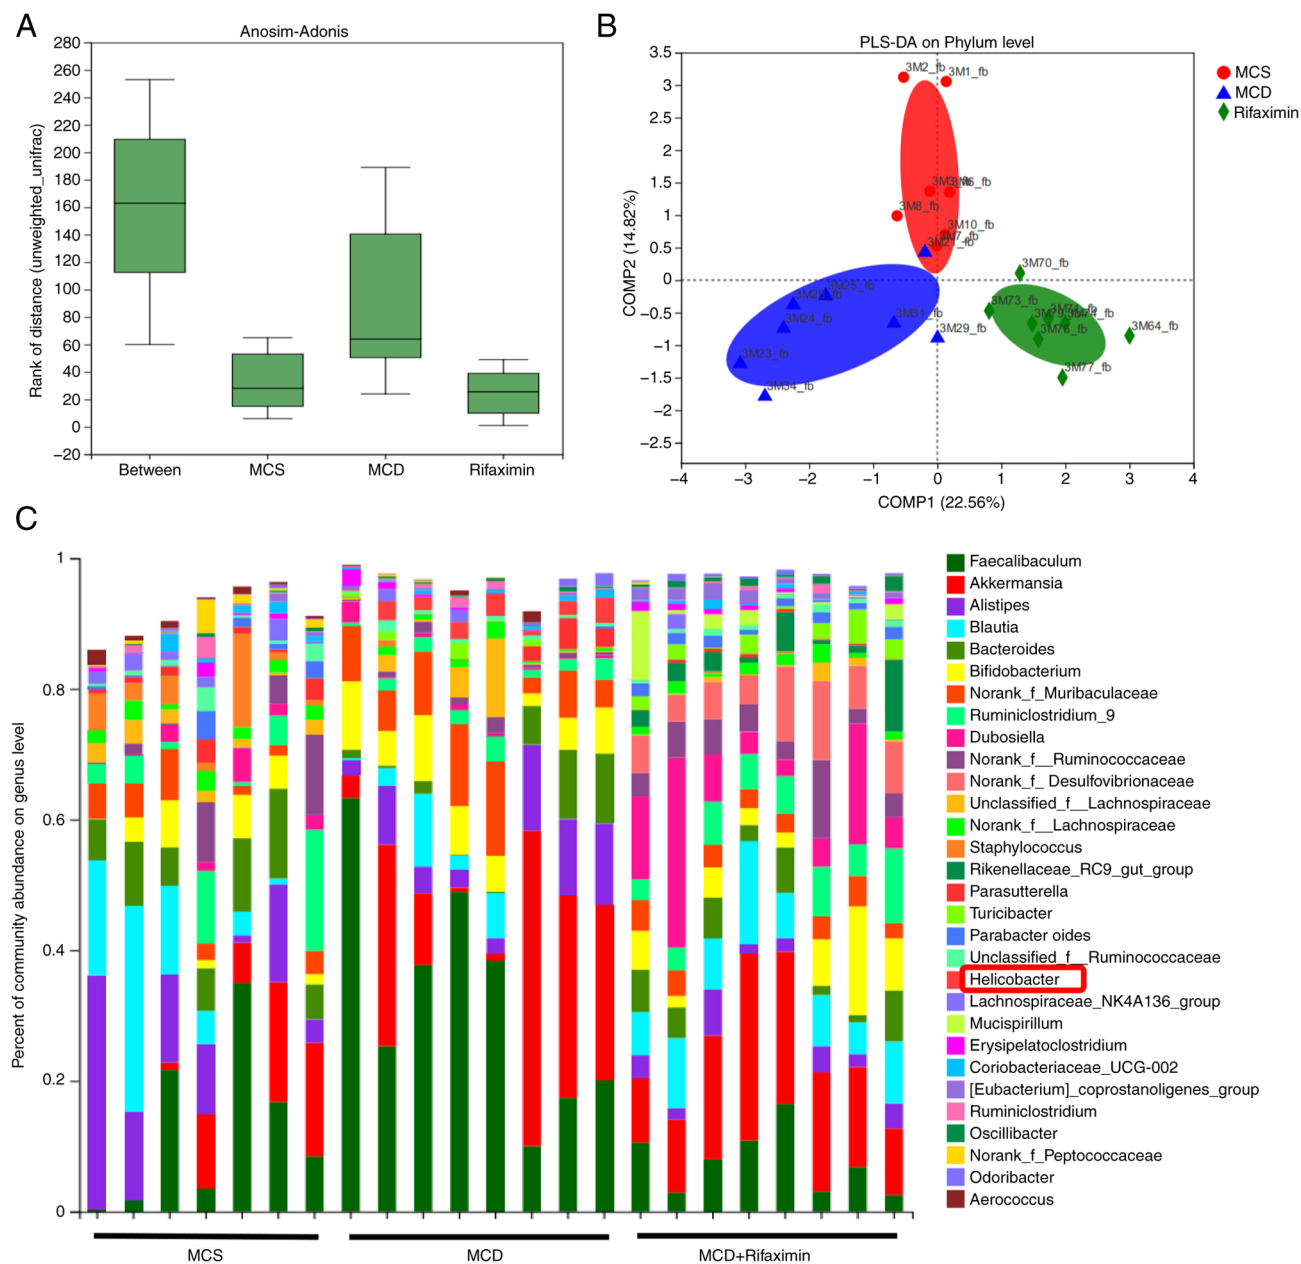 A
Anosim-Adonis
Rank of distance (unweighted_unifrac)
280
260
240
220
200
180
160
140
120
100
80
60
40
20
0
−20
Between MCS MCD Rifaximin
B
PLS-DA on Phylum level
COMP2 (14.82%)
3.5
3
2.5
2
1.5
1
0.5
0
−0.5
−1
−1.5
−2
−2.5
3M2_fb
3M1_fb
3M6_fb
3M8_fb
3M10_fb
3M7_fb
3M21_fb
3M70_fb
3M25_fb
3M73_fb
3M24_fb
3M31_fb
3M29_fb
3M76_fb
3M64_fb
3M23_fb
3M77_fb
3M34_fb
−4 −3 −2 −1 0 1 2 3 4
COMP1 (22.56%)
MCS
MCD
Rifaximin
C
Percent of community abundance on genus level
1
0.8
0.6
0.4
0.2
0
MCS MCD MCD+Rifaximin
Faecalibaculum
Akkermansia
Alistipes
Blautia
Bacteroides
Bifidobacterium
Norank_f_Muribaculaceae
Ruminiclostridium_9
Dubosiella
Norank_f__Ruminococcaceae
Norank_f_ Desulfovibrionaceae
Unclassified_f__Lachnospiraceae
Norank_f__Lachnospiraceae
Staphylococcus
Rikenellaceae_RC9_gut_group
Parasutterella
Turicibacter
Parabacter oides
Unclassified_f__Ruminococcaceae
Helicobacter
Lachnospiraceae_NK4A136_group
Mucispirillum
Erysipelatoclostridium
Coriobacteriaceae_UCG-002
[Eubacterium]_coprostanoligenes_group
Ruminiclostridium
Oscillibacter
Norank_f_Peptococcaceae
Odoribacter
Aerococcus